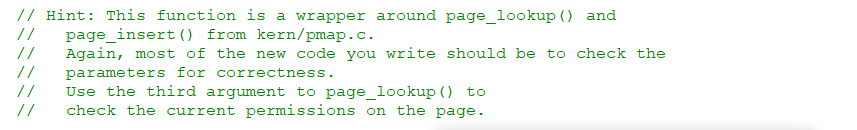 // Hint: This function is a wrapper around page_lookup() and
//   page_insert() from kern/pmap.c.
//   Again, most of the new code you write should be to check the
//   parameters for correctness.
//   Use the third argument to page_lookup() to
//   check the current permissions on the page.